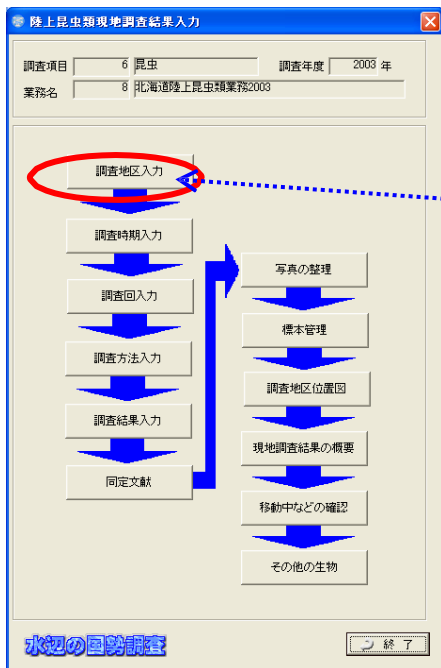 陸上昆虫類現地調査結果入力
調査項目 6 昆虫 調査年度 2003 年
業務名 8 北海道陸上昆虫類業務2003
調査地区入力
調査時期入力
調査回入力
調査方法入力
調査結果入力
同定文献
写真の整理
標本管理
調査地区位置図
現地調査結果の概要
移動中などの確認
その他の生物
水辺の国勢調査
終 了